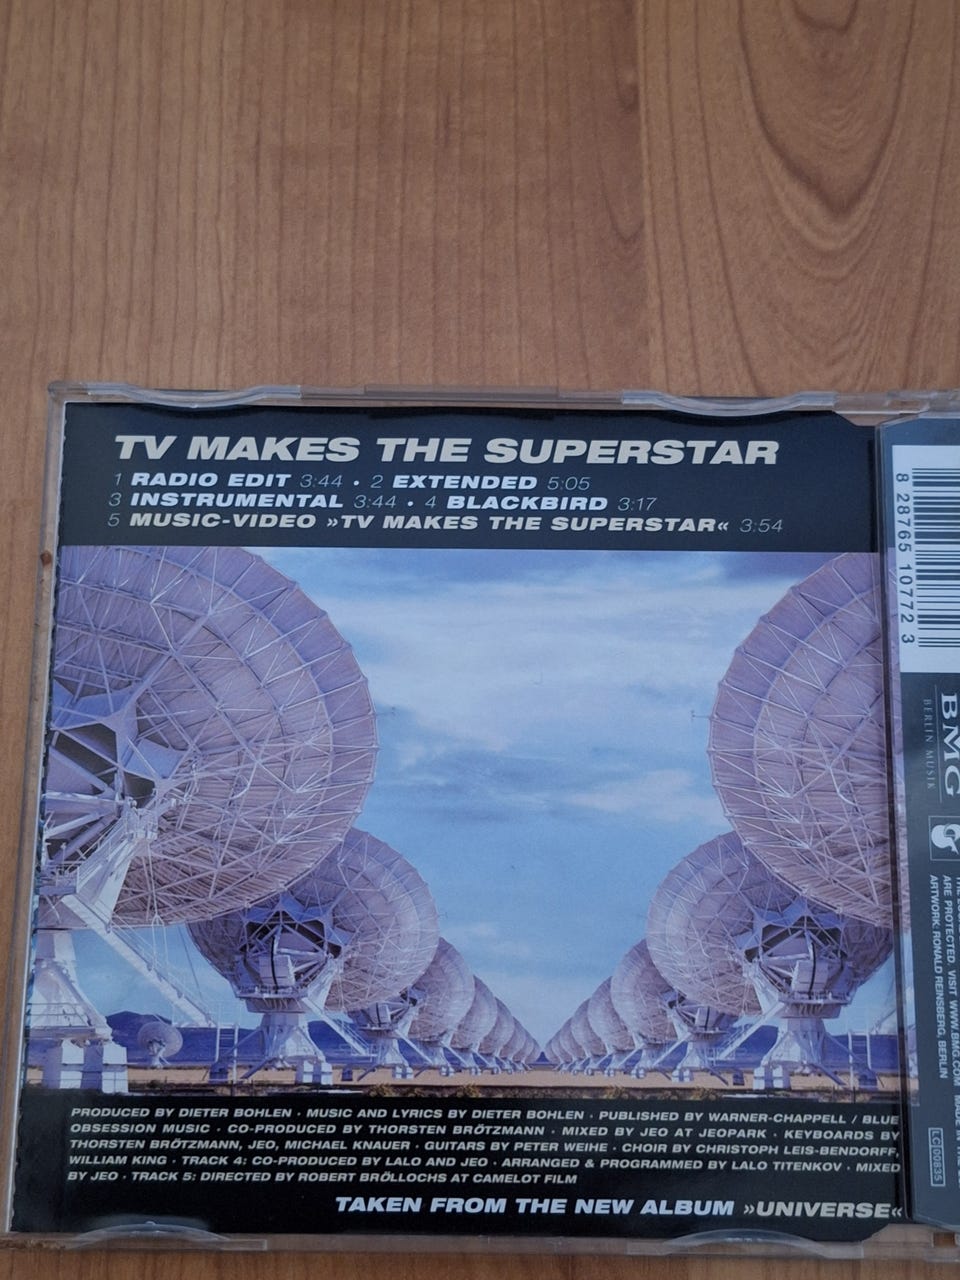 TV MAKES THE SUPERSTAR
1 RADIO EDIT 3:44 • 2 EXTENDED 5:05
3 INSTRUMENTAL 3:44 • 4 BLACKBIRD 3:17
5 MUSIC-VIDEO »TV MAKES THE SUPERSTAR« 3:54
PRODUCED BY DIETER BOHLEN · MUSIC AND LYRICS BY DIETER BOHLEN · PUBLISHED BY WARNER-CHAPPELL / BLUE
OBSESSION MUSIC · CO-PRODUCED BY THORSTEN BRÖTZMANN · MIXED BY JEO AT JEOPARK · KEYBOARDS BY
THORSTEN BRÖTZMANN, JEO, MICHAEL KNAUER · GUITARS BY PETER WEIHE · CHOIR BY CHRISTOPH LEIS-BENDORFF,
WILLIAM KING · TRACK 4: CO-PRODUCED BY LALO AND JEO · ARRANGED & PROGRAMMED BY LALO TITENKOV · MIXED
BY JEO · TRACK 5: DIRECTED BY ROBERT BRÖLLOCHS AT CAMELOT FILM
TAKEN FROM THE NEW ALBUM »UNIVERSE«
8 28765 10772 3
BMG
BERLIN MUSIK
ARE PROTECTED. VISIT WWW.BMG.COM
ARTWORK: RONALD REINSBERG, BERLIN
LC 00835